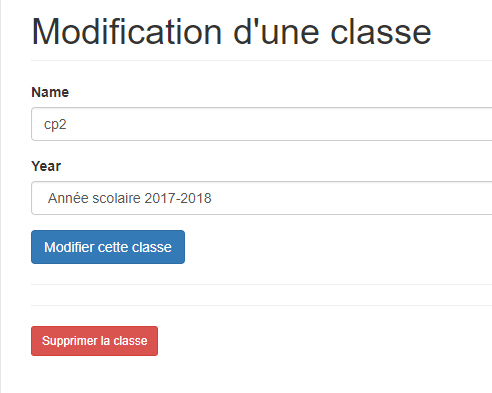 Modification d'une classe
Name
cp2
Year
Année scolaire 2017-2018
Modifier cette classe
Supprimer la classe